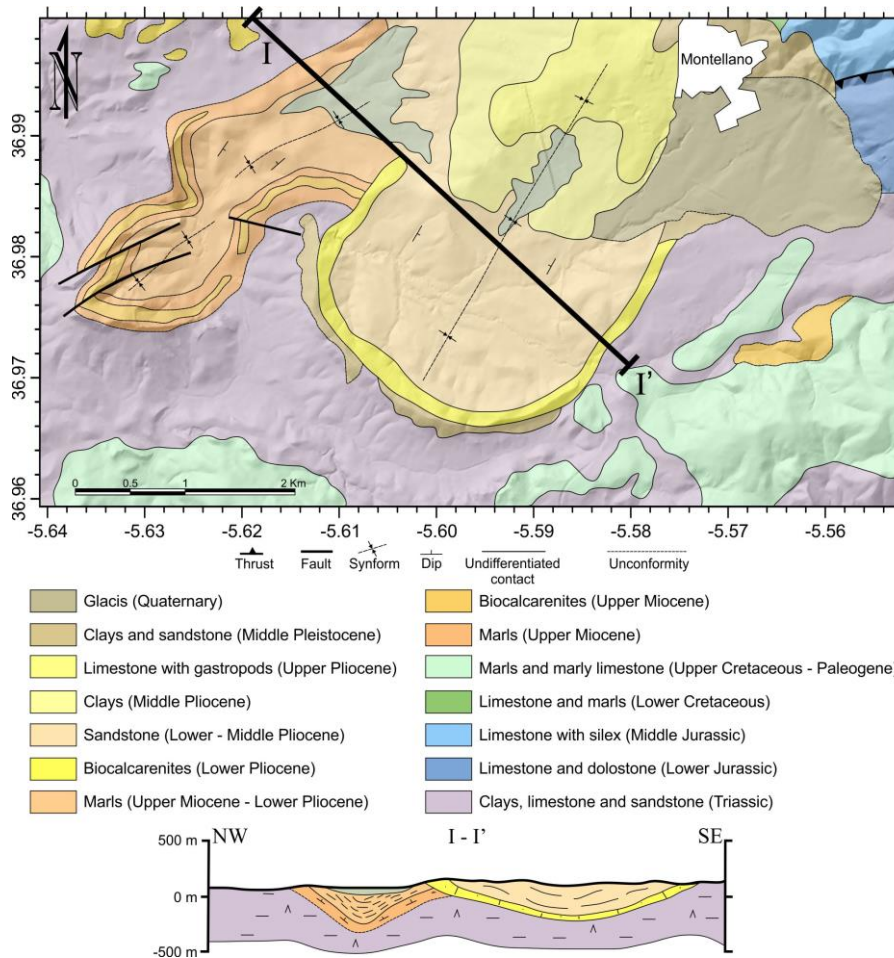 N
I
Montellano
36.99
36.98
36.97
36.96
I'
0 0.5 1 2 Km
-5.64 -5.63 -5.62 -5.61 -5.60 -5.59 -5.58 -5.57 -5.56 -5.55
Thrust Fault Synform Dip Undifferentiated contact Unconformity
Glacis (Quaternary)
Clays and sandstone (Middle Pleistocene)
Limestone with gastropods (Upper Pliocene)
Clays (Middle Pliocene)
Sandstone (Lower - Middle Pliocene)
Biocalcarenites (Lower Pliocene)
Marls (Upper Miocene - Lower Pliocene)
Biocalcarenites (Upper Miocene)
Marls (Upper Miocene)
Marls and marly limestone (Upper Cretaceous - Paleogene)
Limestone and marls (Lower Cretaceous)
Limestone with silex (Middle Jurassic)
Limestone and dolostone (Lower Jurassic)
Clays, limestone and sandstone (Triassic)
500 m NW I - I' SE
0 m
-500 m